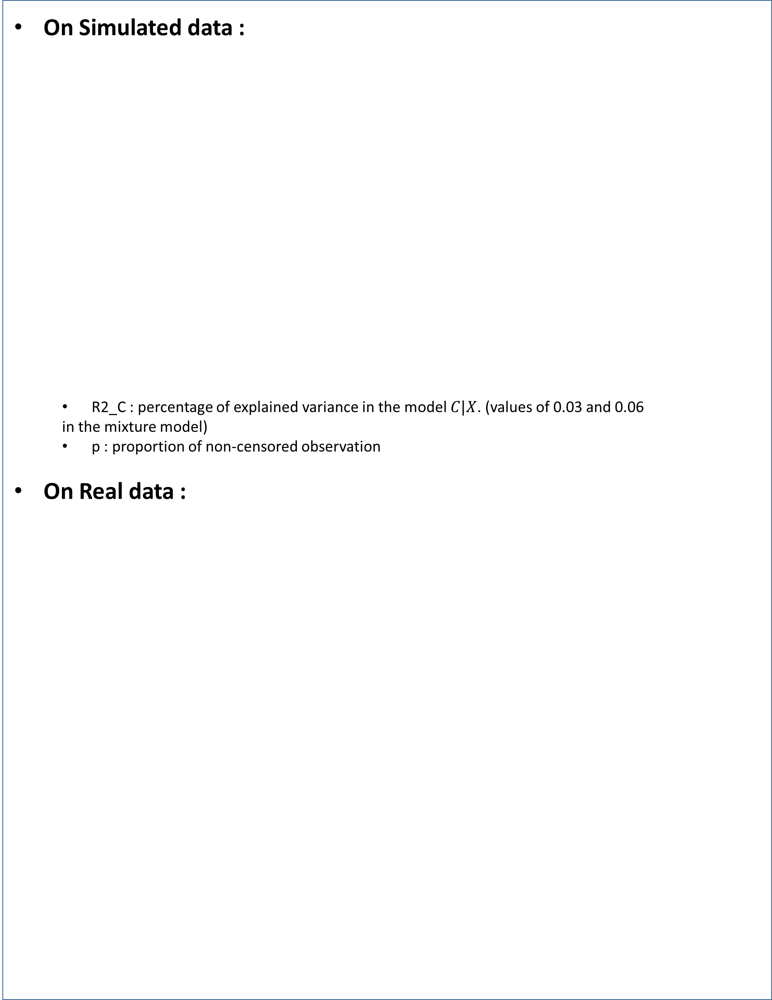 • On Simulated data :
• R2_C : percentage of explained variance in the model 𝐶|𝑋. (values of 0.03 and 0.06
in the mixture model)
• p : proportion of non-censored observation
• On Real data :